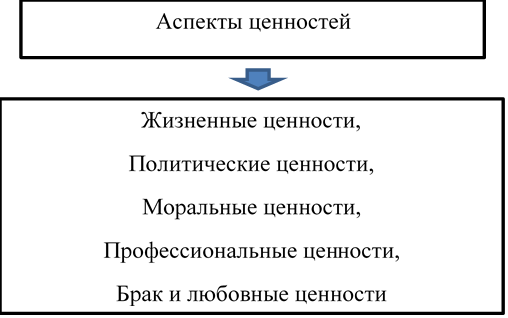 Аспекты ценностей
Жизненные ценности,
Политические ценности,
Моральные ценности,
Профессиональные ценности,
Брак и любовные ценности